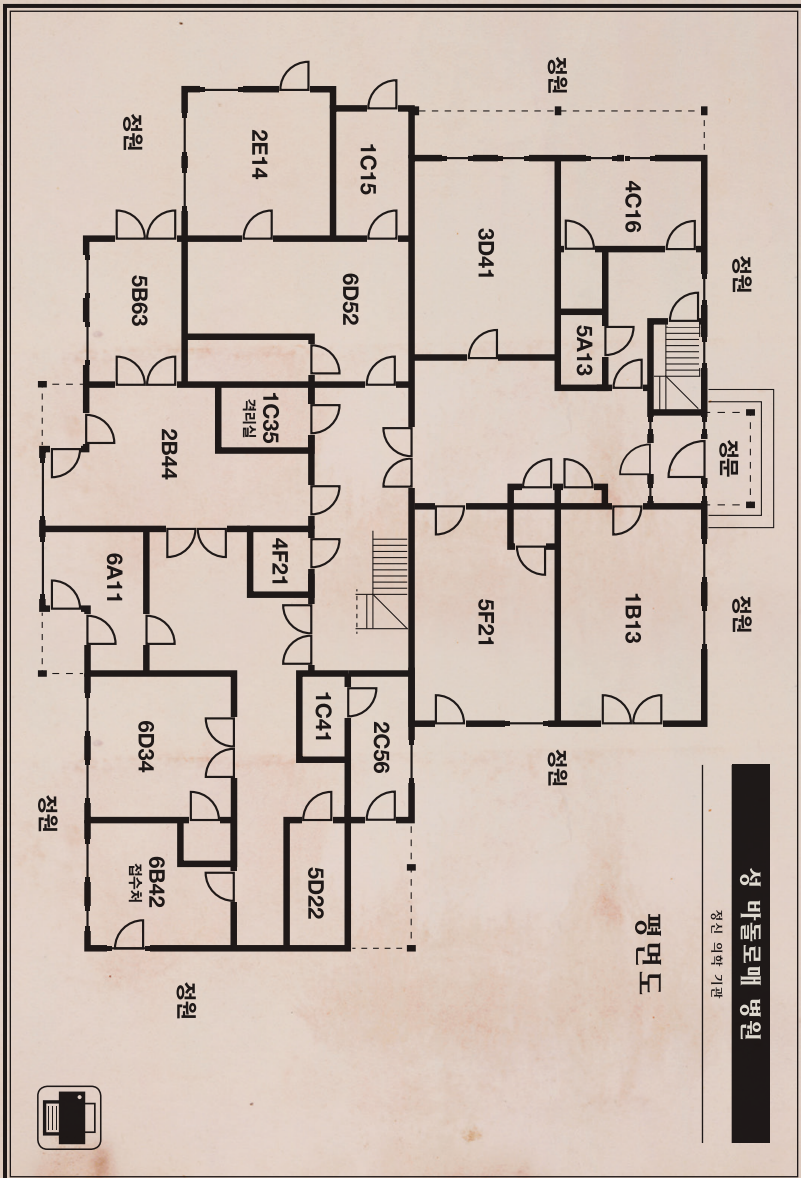 성 바돌로매 병원
정신 의학 기관
평면도
정원
정원
정문
4C16
1B13
5A13
정원
정원
3D41
5F21
2C56
1C15
6D52
1C41
5D22
4F21
1C35
격리실
2E14
정원
2B44
6B42
접수처
6D34
5B63
정원
6A11
정원